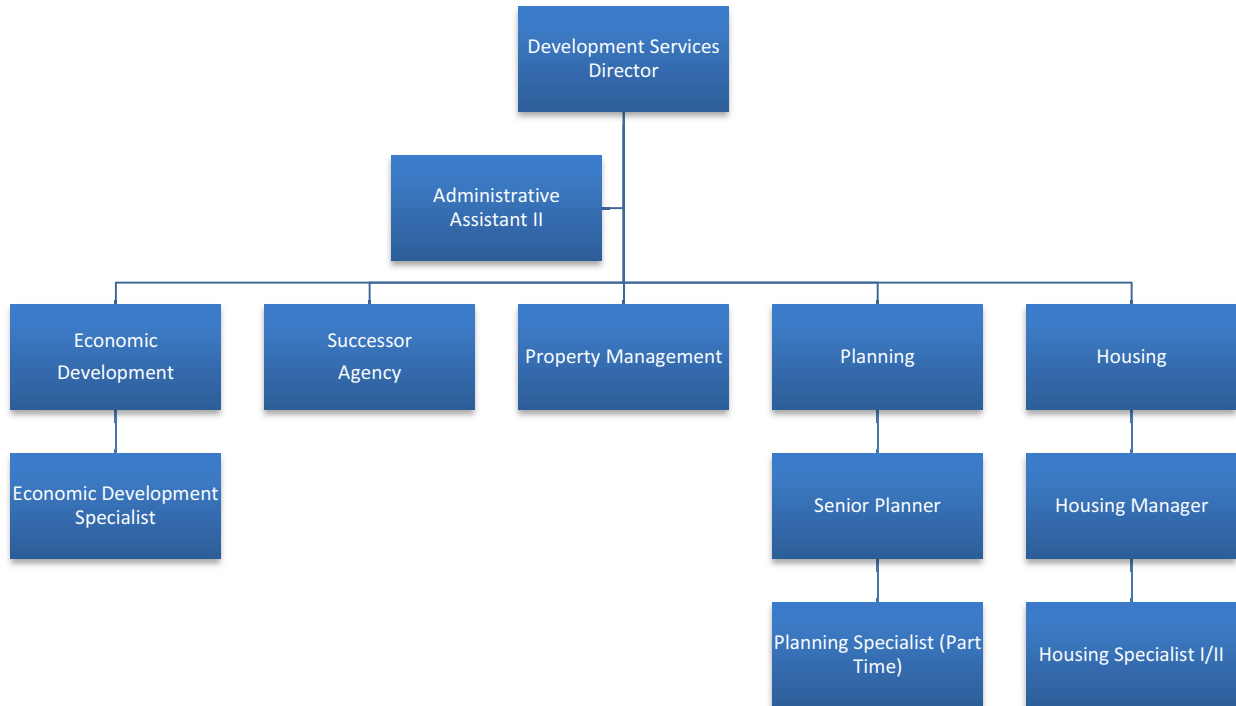 Development Services
Director
Administrative
Assistant II
Economic
Development
Successor
Agency
Property Management
Planning
Housing
Economic Development
Specialist
Senior Planner
Housing Manager
Planning Specialist (Part
Time)
Housing Specialist I/II